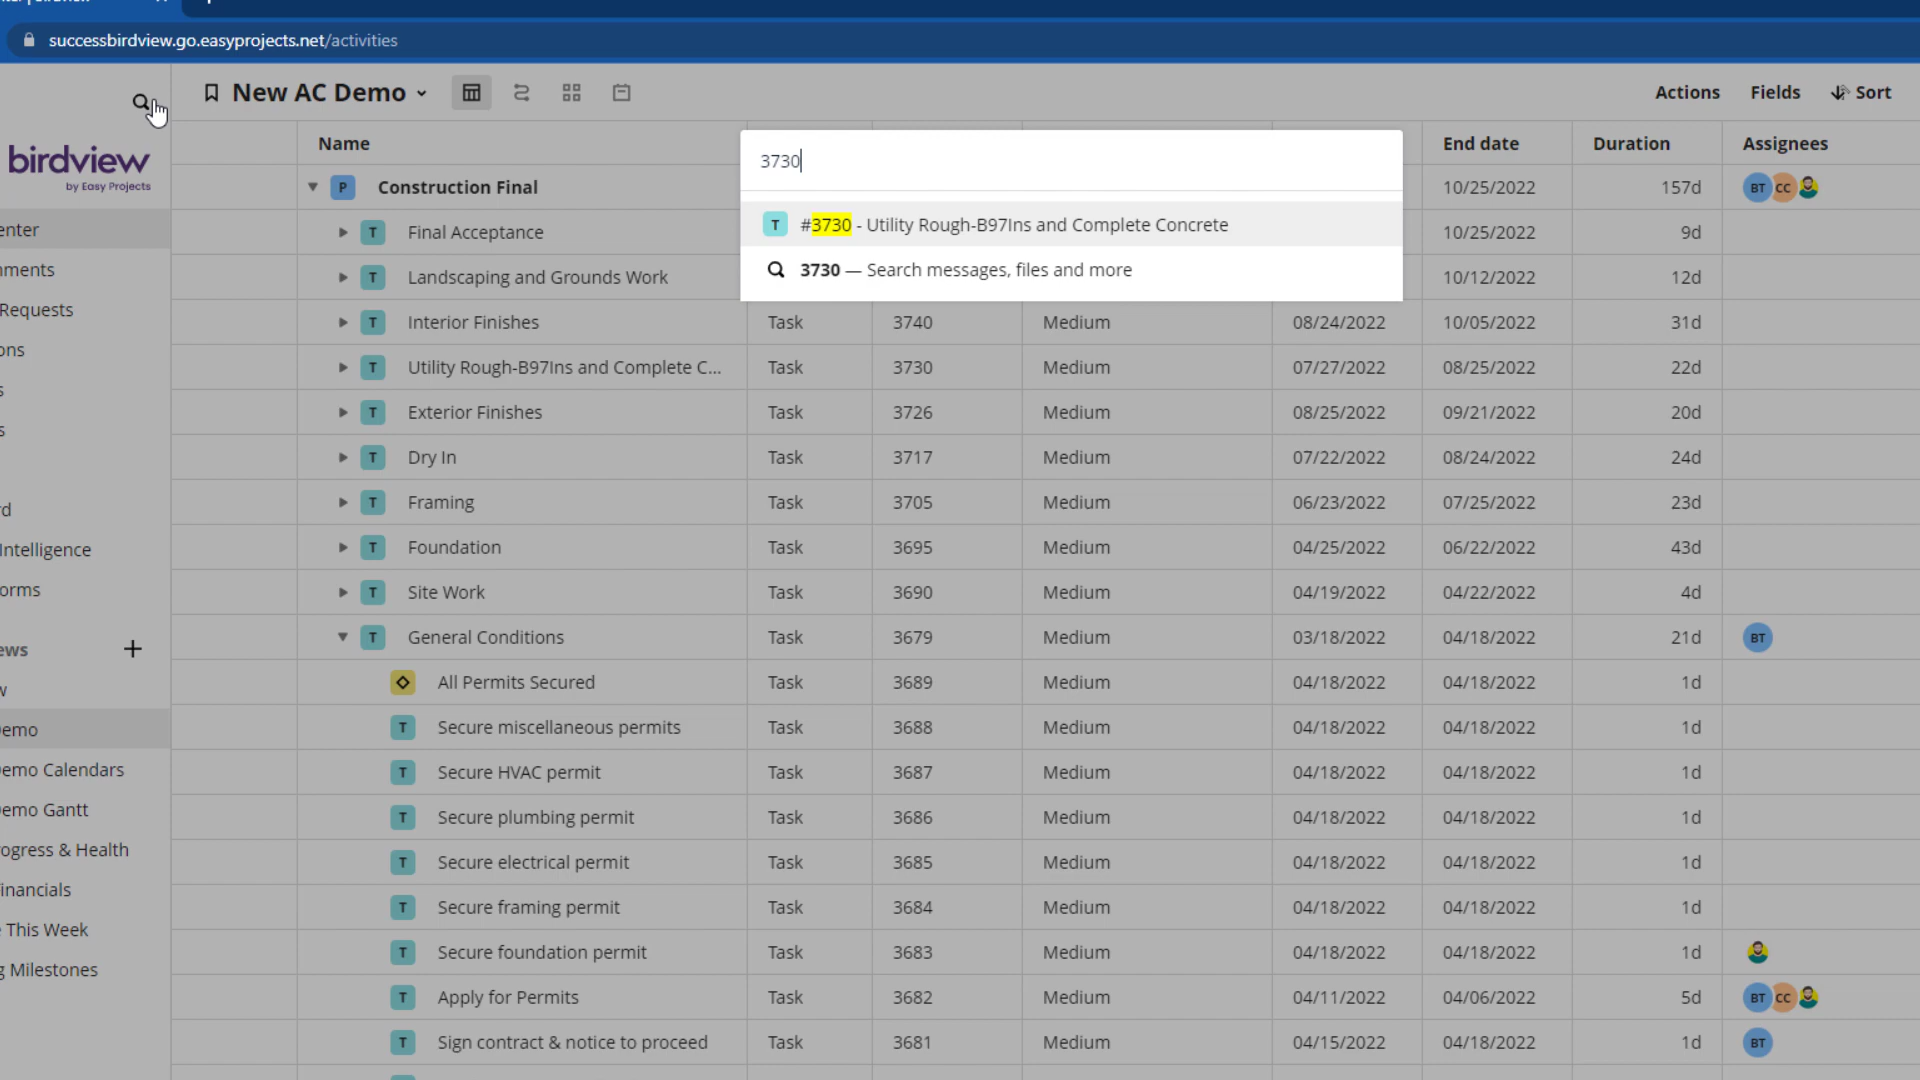 successbirdview.go.easyprojects.net/activities
New AC Demo
Actions Fields Sort
birdview
by Easy Projects
Name End date Duration Assignees
3730
#3730 - Utility Rough-B97Ins and Complete Concrete
3730 — Search messages, files and more
P Construction Final 10/25/2022 157d BT CC
T Final Acceptance 10/25/2022 9d
T Landscaping and Grounds Work 10/12/2022 12d
T Interior Finishes Task 3740 Medium 08/24/2022 10/05/2022 31d
T Utility Rough-B97Ins and Complete C... Task 3730 Medium 07/27/2022 08/25/2022 22d
T Exterior Finishes Task 3726 Medium 08/25/2022 09/21/2022 20d
T Dry In Task 3717 Medium 07/22/2022 08/24/2022 24d
T Framing Task 3705 Medium 06/23/2022 07/25/2022 23d
T Foundation Task 3695 Medium 04/25/2022 06/22/2022 43d
T Site Work Task 3690 Medium 04/19/2022 04/22/2022 4d
T General Conditions Task 3679 Medium 03/18/2022 04/18/2022 21d BT
All Permits Secured Task 3689 Medium 04/18/2022 04/18/2022 1d
T Secure miscellaneous permits Task 3688 Medium 04/18/2022 04/18/2022 1d
T Secure HVAC permit Task 3687 Medium 04/18/2022 04/18/2022 1d
T Secure plumbing permit Task 3686 Medium 04/18/2022 04/18/2022 1d
T Secure electrical permit Task 3685 Medium 04/18/2022 04/18/2022 1d
T Secure framing permit Task 3684 Medium 04/18/2022 04/18/2022 1d
T Secure foundation permit Task 3683 Medium 04/18/2022 04/18/2022 1d
T Apply for Permits Task 3682 Medium 04/11/2022 04/06/2022 5d BT CC
T Sign contract & notice to proceed Task 3681 Medium 04/15/2022 04/18/2022 1d BT
enter
nments
Requests
ons
s
s
rd
Intelligence
orms
ews +
w
emo
emo Calendars
emo Gantt
ogress & Health
inancials
This Week
g Milestones